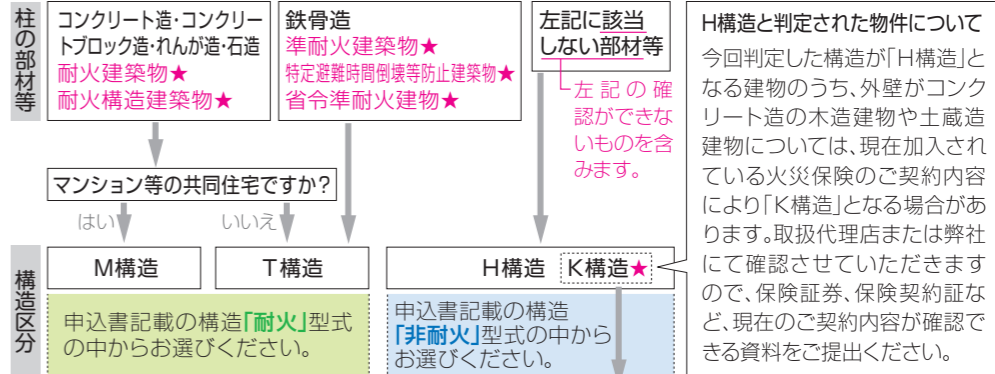 柱の部材等
コンクリート造・コンクリー
トブロック造・れんが造・石造
耐火建築物★
耐火構造建築物★
鉄骨造
準耐火建築物★
特定避難時間倒壊等防止建築物★
省令準耐火建物★
左記に該当
しない部材等
左記の確
認ができな
いものを含
みます。
マンション等の共同住宅ですか?
はい
いいえ
構造区分
M構造
T構造
H構造 K構造★
申込書記載の構造「耐火」型式
の中からお選びください。
申込書記載の構造
「非耐火」型式の中から
お選びください。
H構造と判定された物件について
今回判定した構造が「H構造」と
なる建物のうち、外壁がコンク
リート造の木造建物や土蔵造
建物については、現在加入され
ている火災保険のご契約内容
により「K構造」となる場合があ
ります。取扱代理店または弊社
にて確認させていただきます
ので、保険証券、保険契約証な
ど、現在のご契約内容が確認で
きる資料をご提出ください。